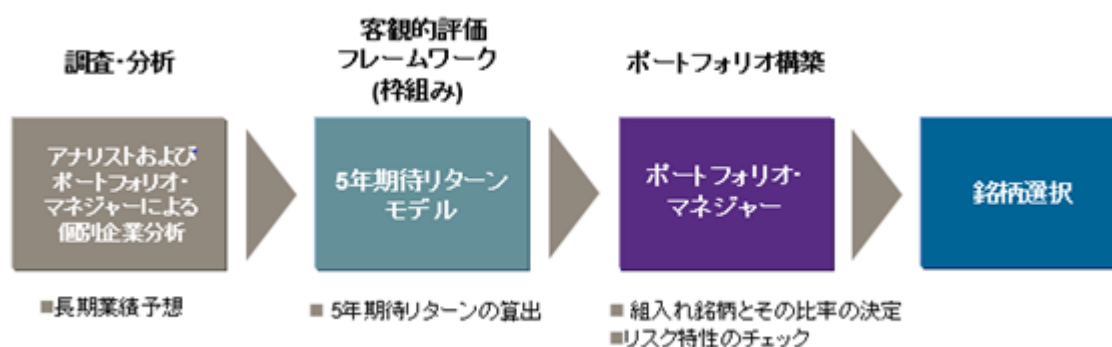 調査・分析
客観的評価
フレームワーク
(枠組み)
ポートフォリオ構築
アナリストおよび
ポートフォリオ・
マネジャーによる
個別企業分析
5年期待リターン
モデル
ポートフォリオ・
マネジャー
銘柄選択
■長期業績予想
■ 5年期待リターンの算出
■ 組入れ銘柄とその比率の決定
■リスク特性のチェック